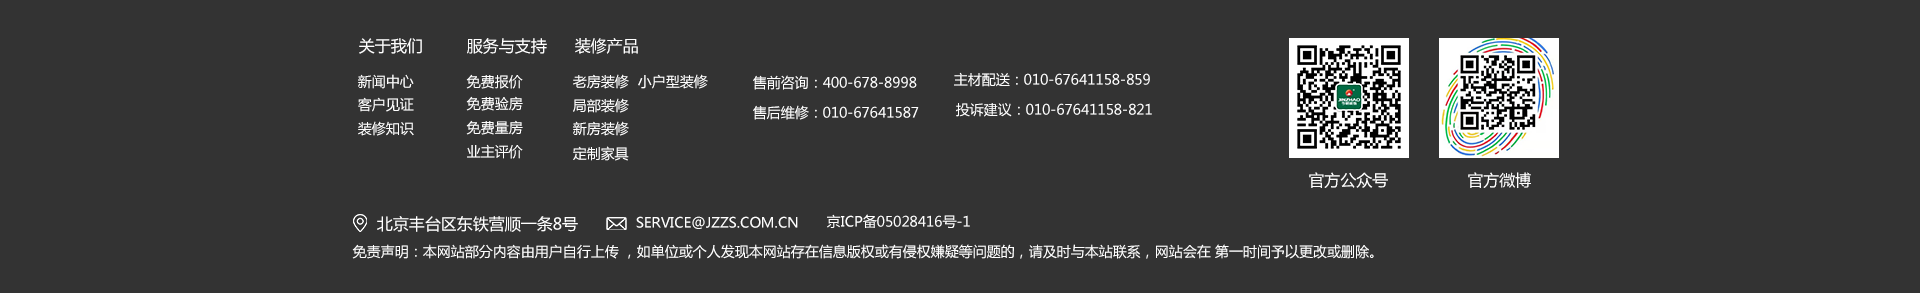 关于我们
新闻中心
客户见证
装修知识
服务与支持
免费报价
免费验房
免费量房
业主评价
装修产品
老房装修 小户型装修
局部装修
新房装修
定制家具
售前咨询：400-678-8998
售后维修：010-67641587
主材配送：010-67641158-859
投诉建议：010-67641158-821
官方公众号
官方微博
北京丰台区东铁营顺一条8号 SERVICE@JZZS.COM.CN 京ICP备05028416号-1
免责声明：本网站部分内容由用户自行上传 ，如单位或个人发现本网站存在信息版权或有侵权嫌疑等问题的，请及时与本站联系，网站会在 第一时间予以更改或删除。